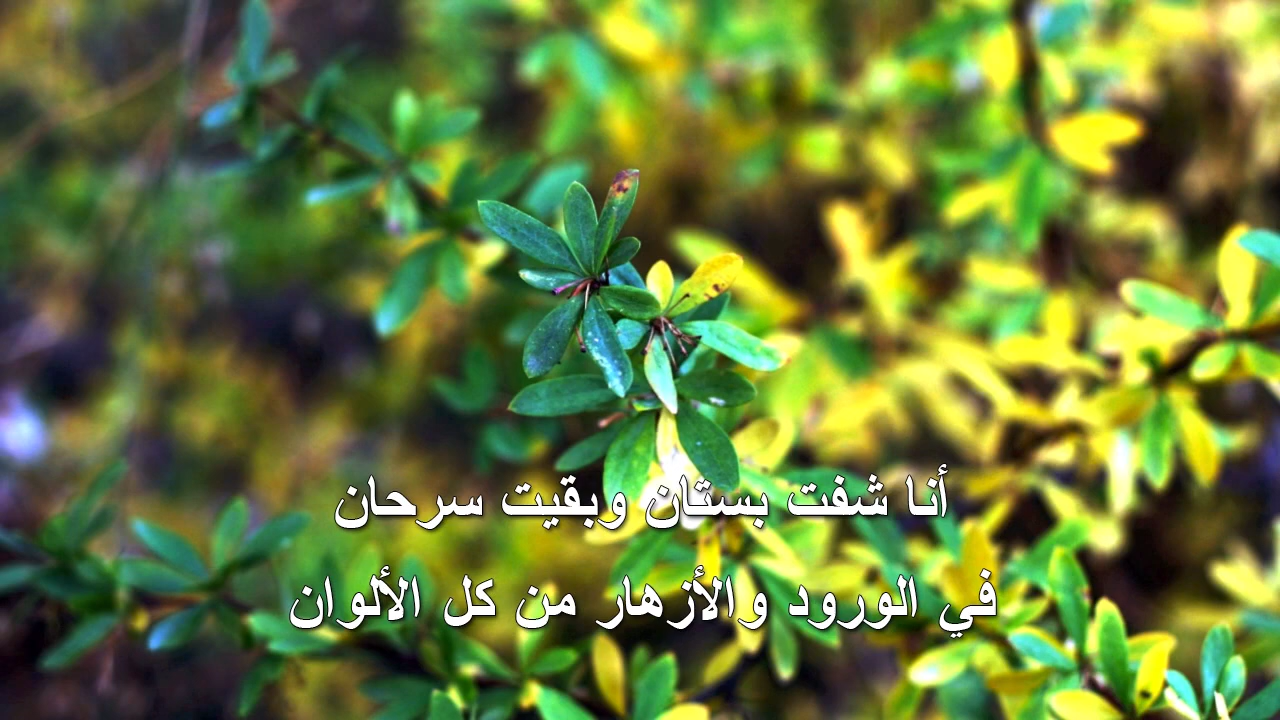 أنا شفت بستان وبقيت سرحان
في الورود والأزهار من كل الألوان